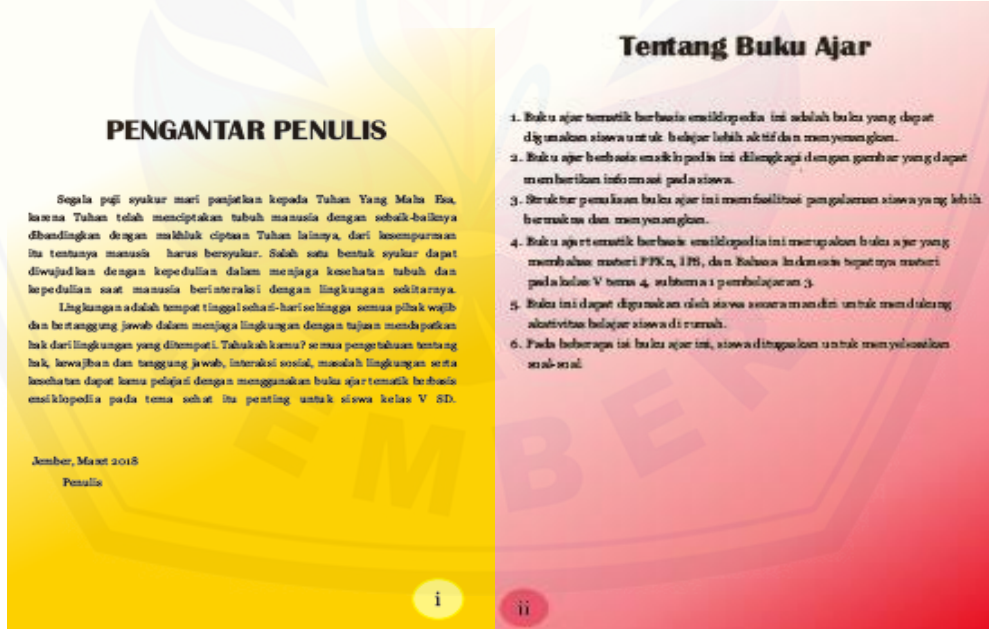 PENGANTAR PENULIS
Segala puji syukur mari panjatkan kepada Tuhan Yang Maha Esa,
karena Tuhan telah menciptakan tubuh manusia dengan sebaik-baiknya
dibandingkan dengan makhluk ciptaan Tuhan lainnya, dari kesempurnaan
itu tentunya manusia harus bersyukur. Salah satu bentuk syukur dapat
diwujudkan dengan kepedulian dalam menjaga kesehatan tubuh dan
kepedulian saat manusia berinteraksi dengan lingkungan sekitarnya.
Lingkungan adalah tempat tinggal sehari-hari sehingga semua pihak wajib
dan bertanggung jawab dalam menjaga lingkungan dengan tujuan mendapatkan
hak dari lingkungan yang ditempati. Tahukah kamu? semua pengetahuan tentang
hak, kewajiban dan tanggung jawab, interaksi sosial, masalah lingkungan serta
kesehatan dapat kamu pelajari dengan menggunakan buku ajar tematik berbasis
ensiklopedia pada tema sehat itu penting untuk siswa kelas V SD.
Jember, Maret 2018
Penulis
i
Tentang Buku Ajar
1. Buku ajar tematik berbasis ensiklopedia ini adalah buku yang dapat
digunakan siswa untuk belajar lebih aktif dan menyenangkan.
2. Buku ajar berbasis ensiklopedia ini dilengkapi dengan gambar yang dapat
memberikan informasi pada siswa.
3. Struktur penulisan buku ajar ini memfasilitasi pengalaman siswa yang lebih
bermakna dan menyenangkan.
4. Buku ajar tematik berbasis ensiklopedia ini merupakan buku ajar yang
membahas materi PPKn, IPS, dan Bahasa Indonesia tepatnya materi
pada kelas V tema 4, subtema 1 pembelajaran 3.
5. Buku ini dapat digunakan oleh siswa secara mandiri untuk mendukung
akativitas belajar siswa di rumah.
6. Pada beberapa isi buku ajar ini, siswa ditugaskan untuk menyelesaikan
soal-soal
ii
EMBER